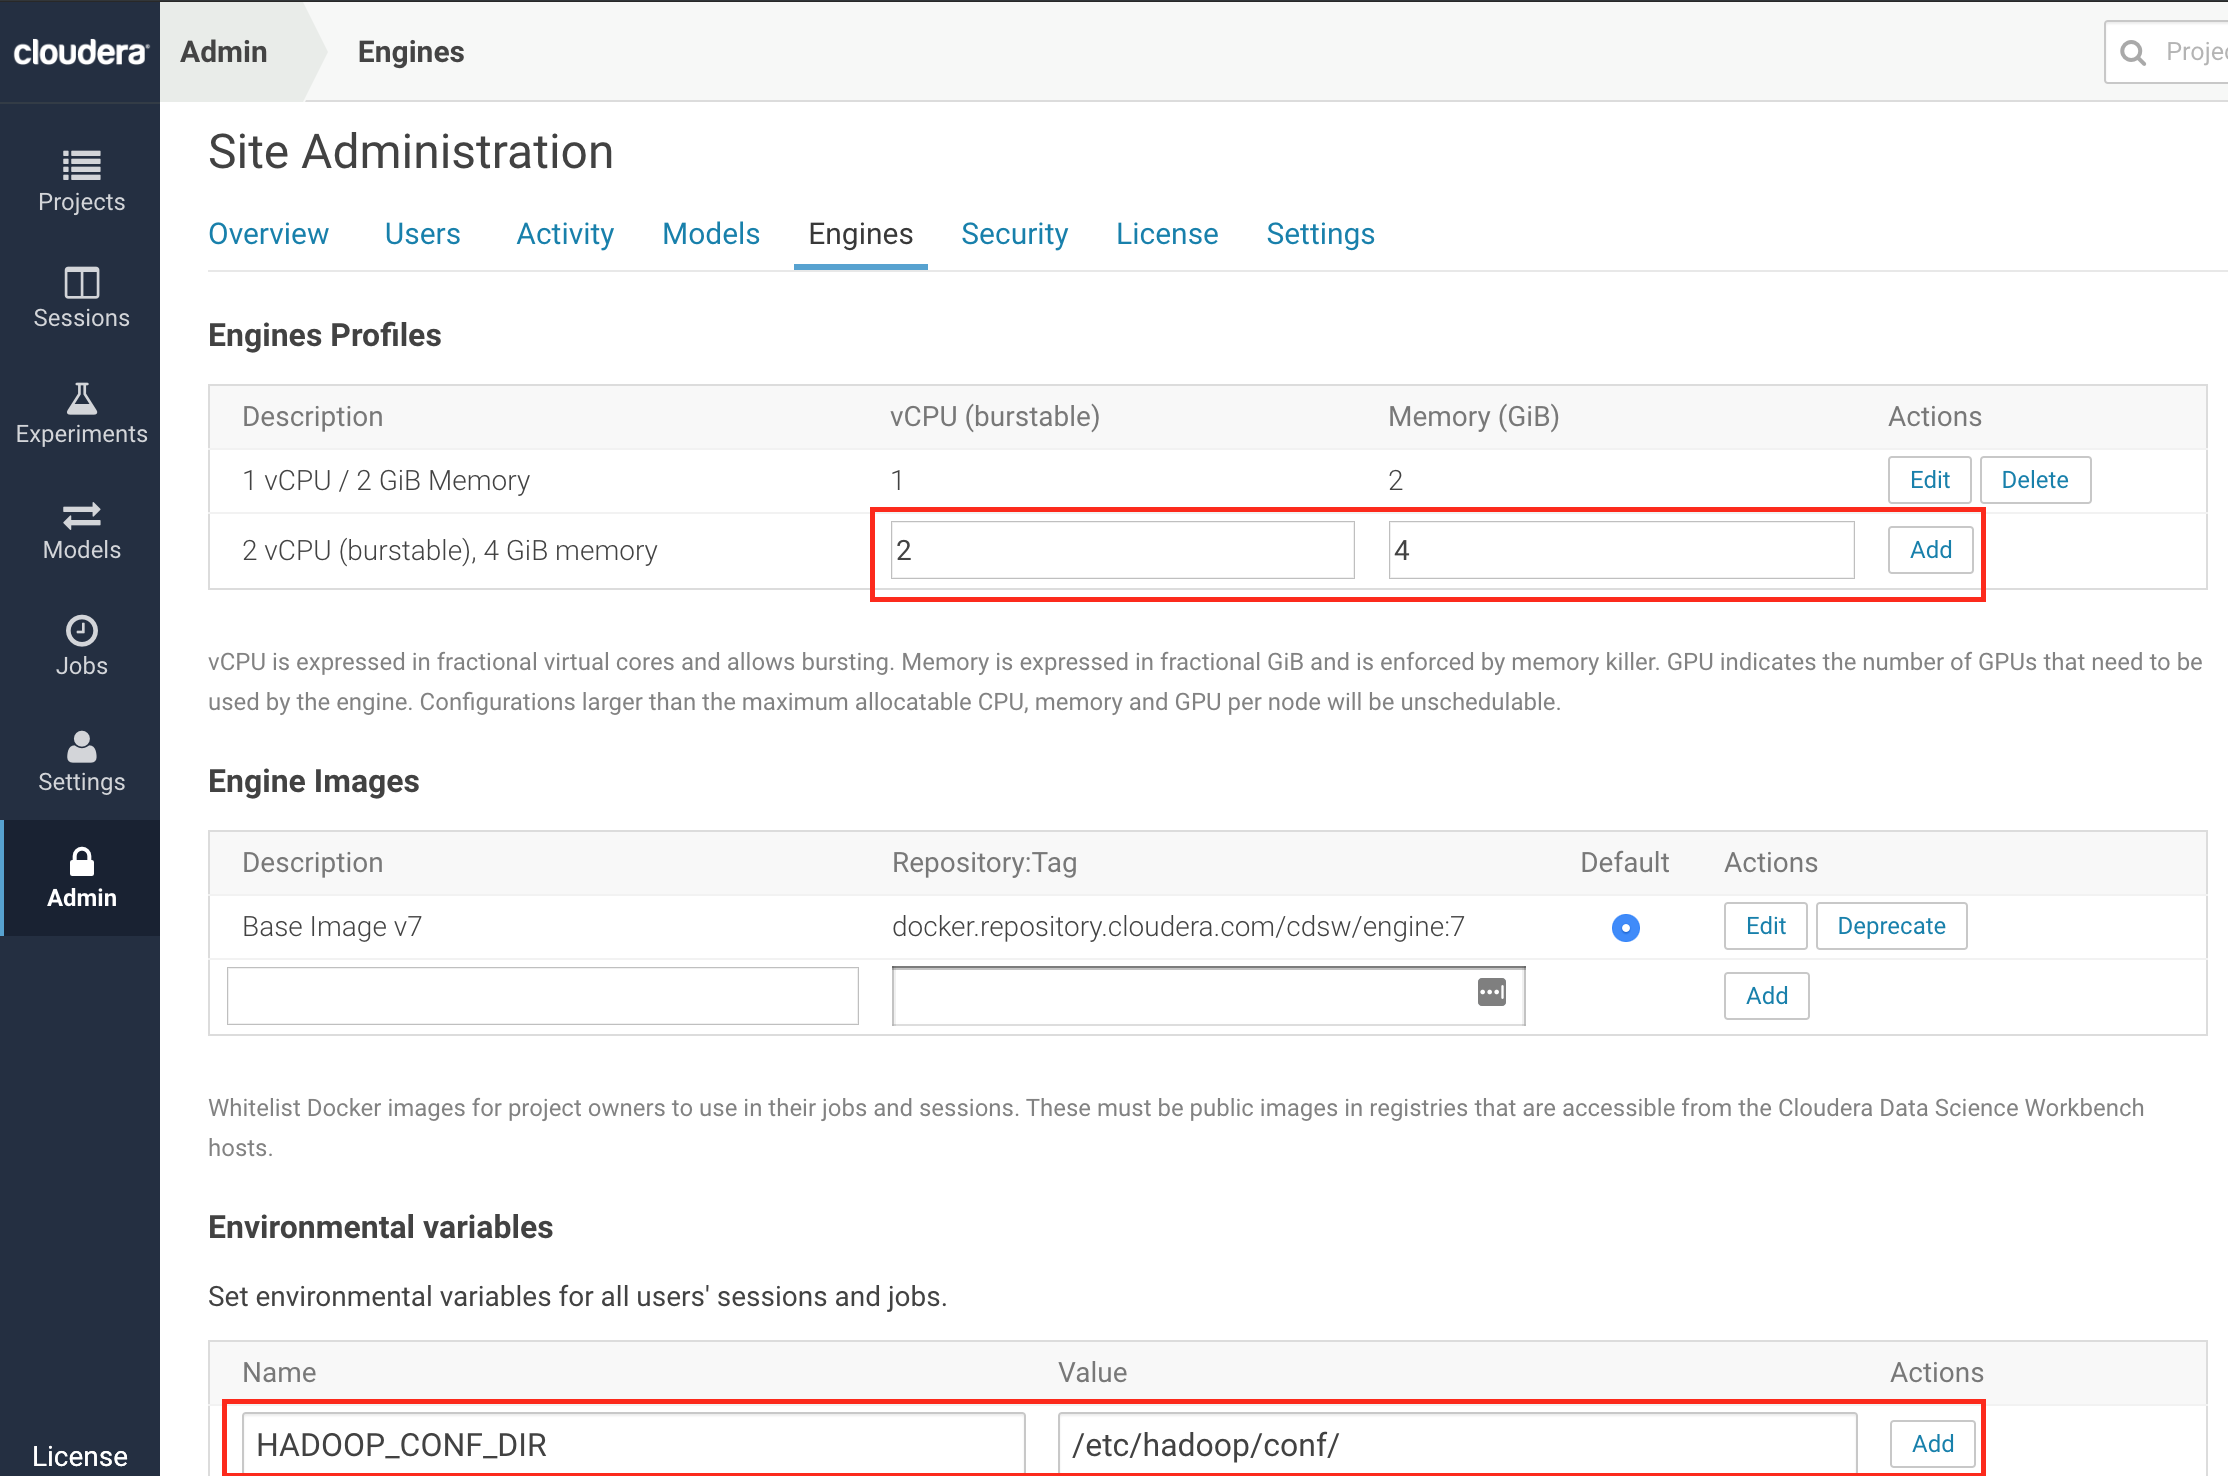 cloudera
Admin
Engines
Projec
Site Administration
Overview Users Activity Models Engines Security License Settings
Projects
Sessions
Experiments
Models
Jobs
Settings
Admin
License
Engines Profiles
Description vCPU (burstable) Memory (GiB) Actions
1 vCPU / 2 GiB Memory 1 2 Edit Delete
2 vCPU (burstable), 4 GiB memory 2 4 Add
vCPU is expressed in fractional virtual cores and allows bursting. Memory is expressed in fractional GiB and is enforced by memory killer. GPU indicates the number of GPUs that need to be
used by the engine. Configurations larger than the maximum allocatable CPU, memory and GPU per node will be unschedulable.
Engine Images
Description Repository:Tag Default Actions
Base Image v7 docker.repository.cloudera.com/cdsw/engine:7 Edit Deprecate
Add
Whitelist Docker images for project owners to use in their jobs and sessions. These must be public images in registries that are accessible from the Cloudera Data Science Workbench
hosts.
Environmental variables
Set environmental variables for all users' sessions and jobs.
Name Value Actions
HADOOP_CONF_DIR /etc/hadoop/conf/ Add